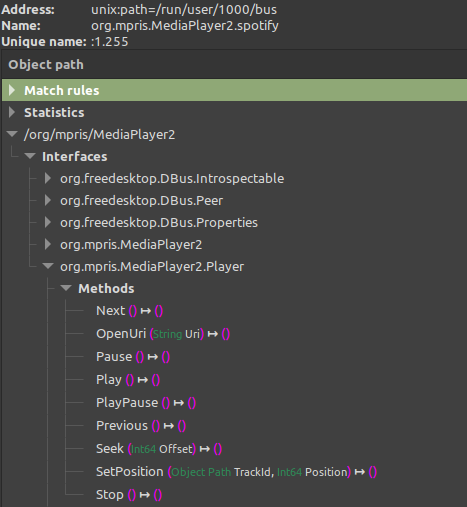 Address: unix:path=/run/user/1000/bus
Name: org.mpris.MediaPlayer2.spotify
Unique name: :1.255
Object path
Match rules
Statistics
/org/mpris/MediaPlayer2
Interfaces
org.freedesktop.DBus.Introspectable
org.freedesktop.DBus.Peer
org.freedesktop.DBus.Properties
org.mpris.MediaPlayer2
org.mpris.MediaPlayer2.Player
Methods
Next () ↦ ()
OpenUri (String Uri) ↦ ()
Pause () ↦ ()
Play () ↦ ()
PlayPause () ↦ ()
Previous () ↦ ()
Seek (Int64 Offset) ↦ ()
SetPosition (Object Path TrackId, Int64 Position) ↦ ()
Stop () ↦ ()